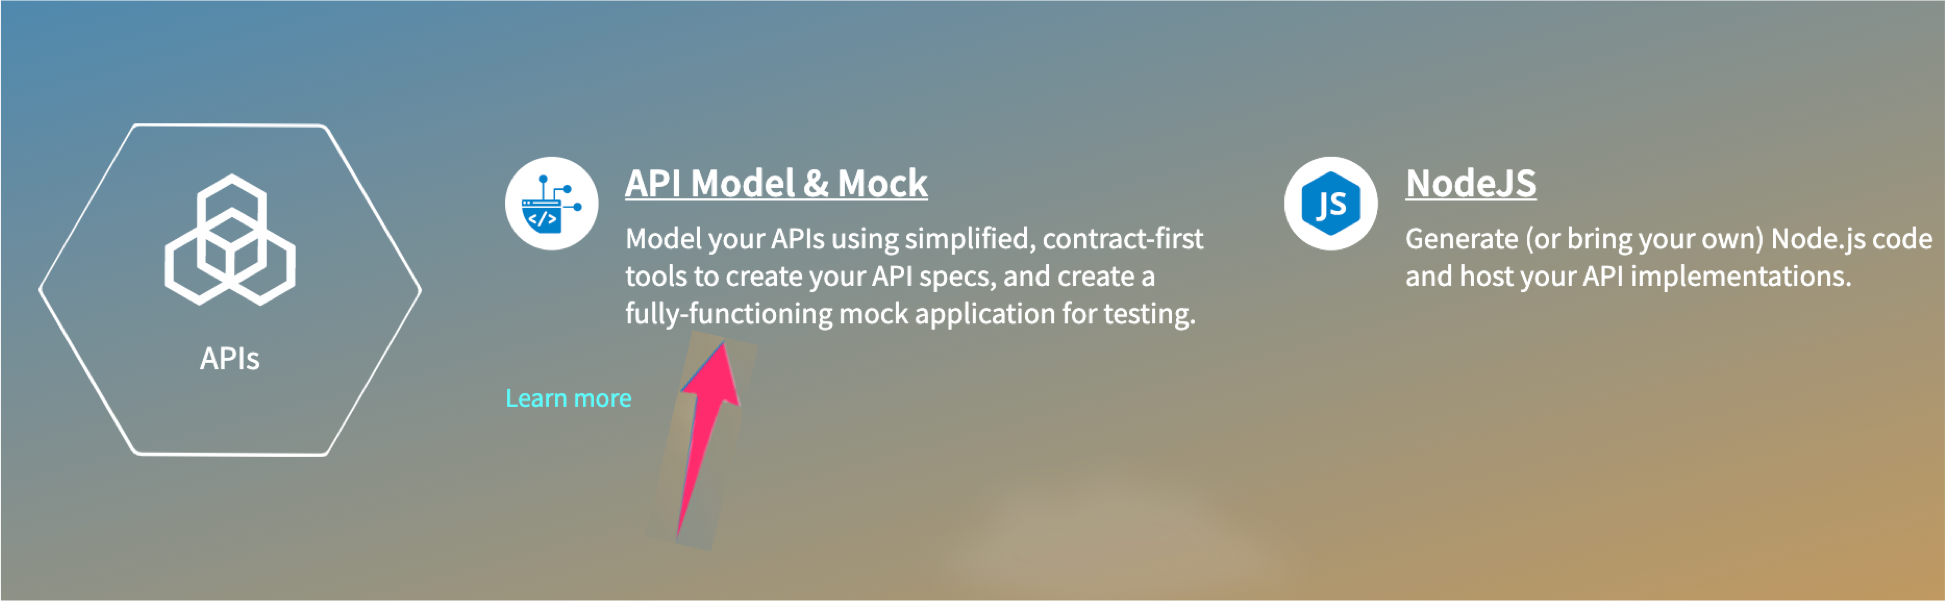 APIs
API Model & Mock
Model your APIs using simplified, contract-first
tools to create your API specs, and create a
fully-functioning mock application for testing.
Learn more
JS
NodeJS
Generate (or bring your own) Node.js code
and host your API implementations.